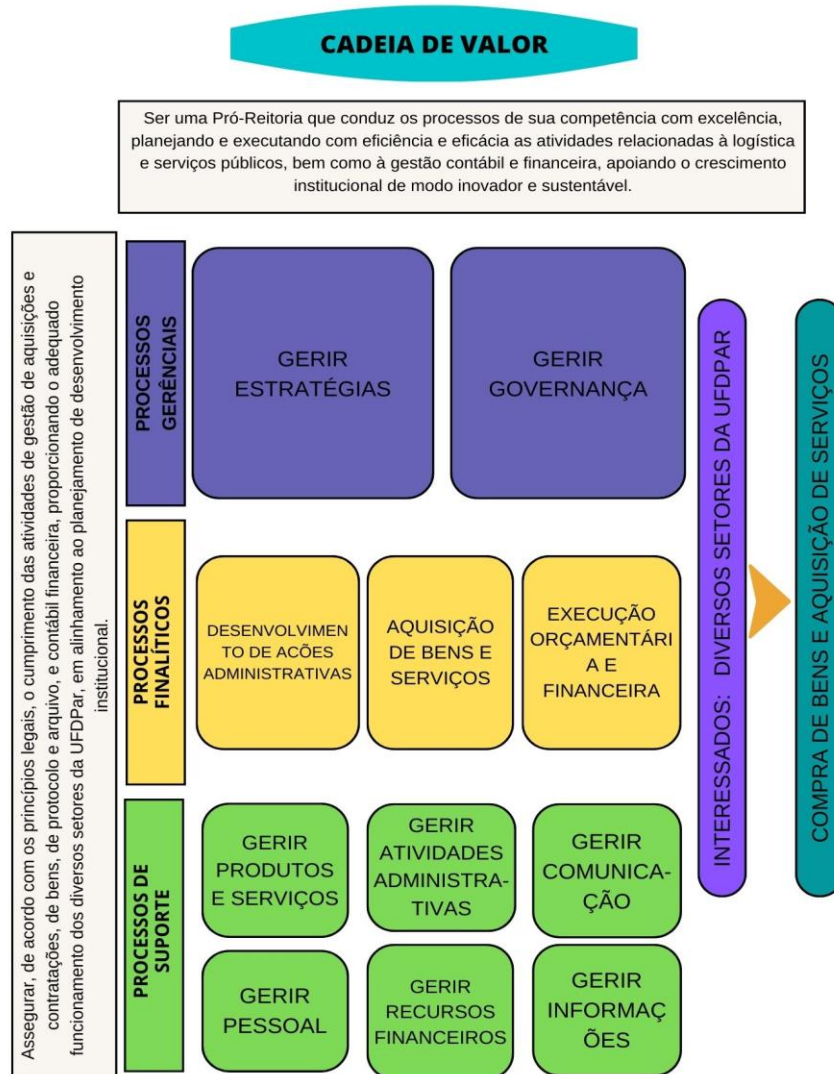 CADEIA DE VALOR
Ser uma Pró-Reitoria que conduz os processos de sua competência com excelência,
planejando e executando com eficiência e eficácia as atividades relacionadas à logística
e serviços públicos, bem como à gestão contábil e financeira, apoiando o crescimento
institucional de modo inovador e sustentável.
Assegurar, de acordo com os princípios legais, o cumprimento das atividades de gestão de aquisições e
contratações, de bens, de protocolo e arquivo, e contábil financeira, proporcionando o adequado
funcionamento dos diversos setores da UFDPar, em alinhamento ao planejamento de desenvolvimento
institucional.
PROCESSOS
GERÊNCIAIS
GERIR
ESTRATÉGIAS
GERIR
GOVERNANÇA
PROCESSOS
FINALÍTICOS
DESENVOLVIMEN
TO DE ACÕES
ADMINISTRATIVAS
AQUISIÇÃO
DE BENS E
SERVIÇOS
EXECUÇÃO
ORÇAMENTÁRI
A E
FINANCEIRA
PROCESSOS DE
SUPORTE
GERIR
PRODUTOS
E SERVIÇOS
GERIR
ATIVIDADES
ADMINISTRA-
TIVAS
GERIR
COMUNICA-
ÇÃO
GERIR
PESSOAL
GERIR
RECURSOS
FINANCEIROS
GERIR
INFORMAÇ
ÕES
INTERESSADOS: DIVERSOS SETORES DA UFDPAR
COMPRA DE BENS E AQUISIÇÃO DE SERVIÇOS